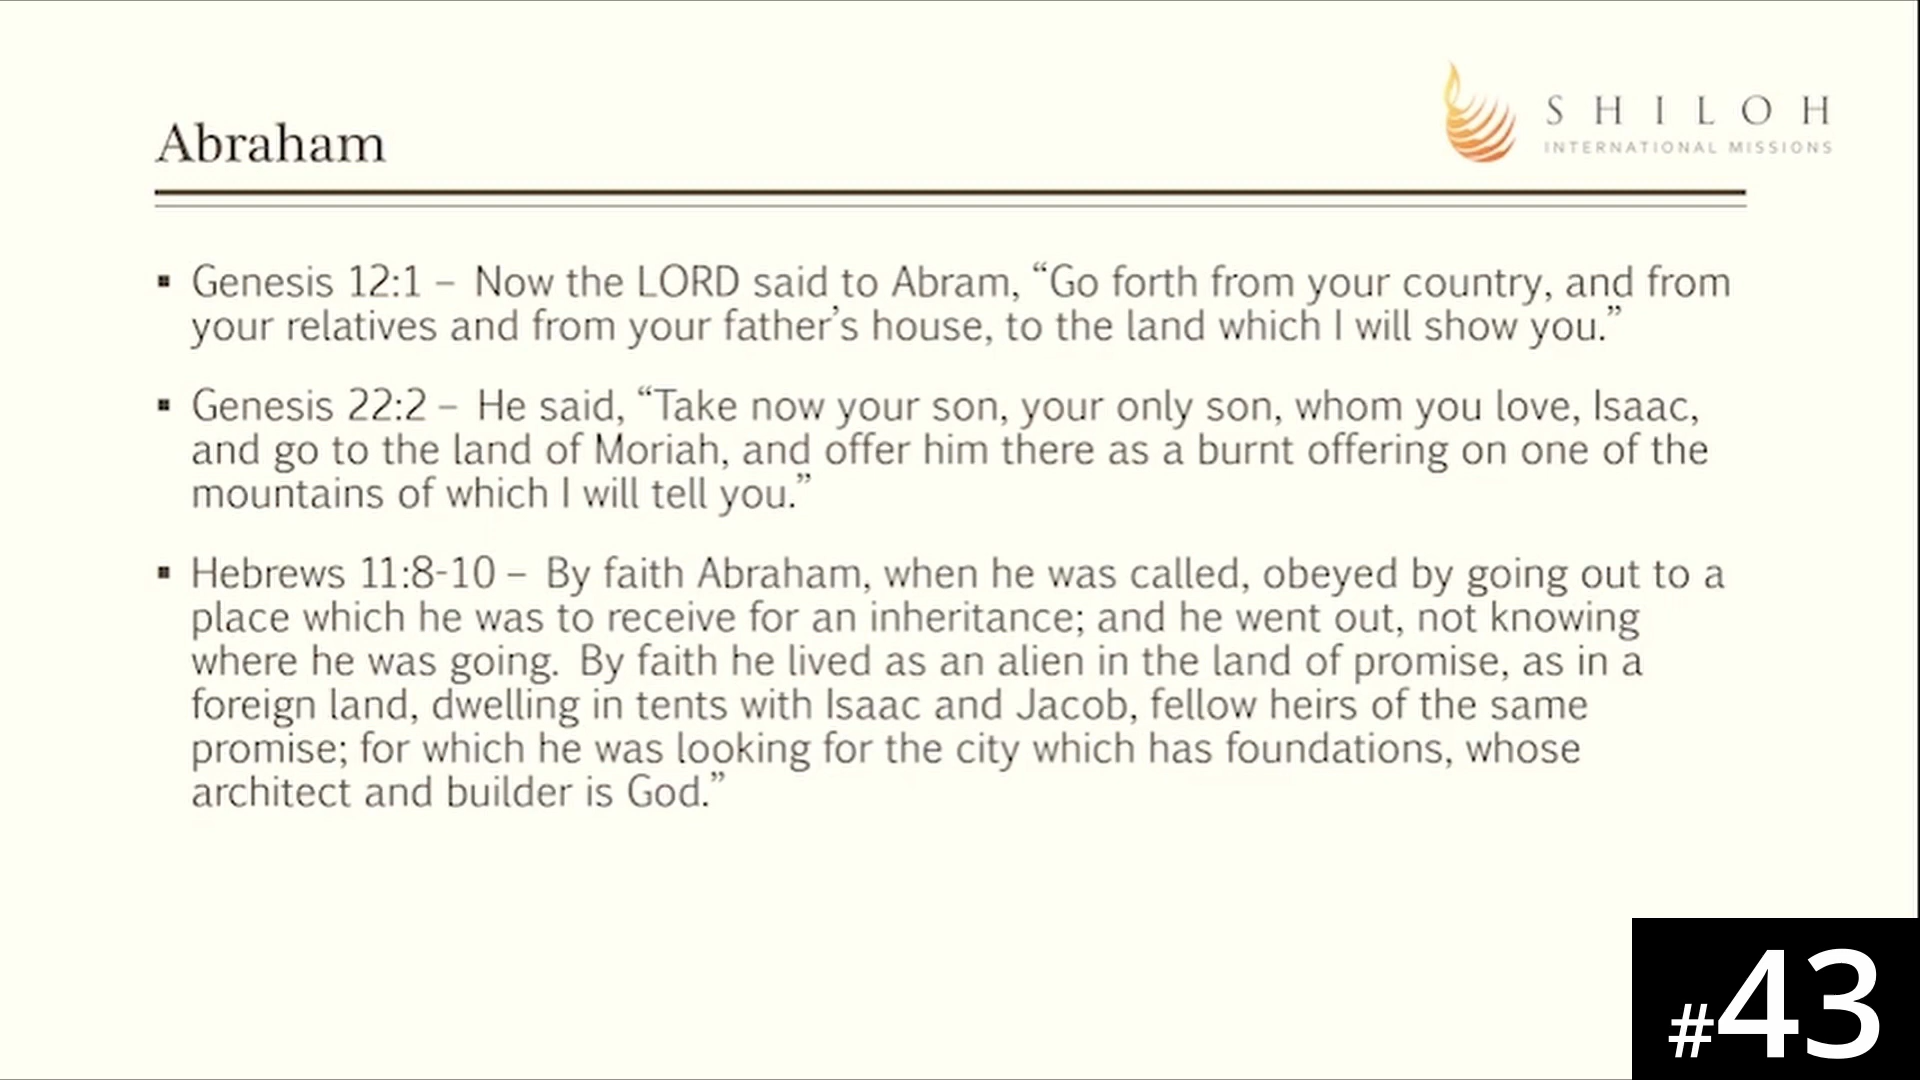 SHILOH
INTERNATIONAL MISSIONS
Abraham
▪ Genesis 12:1 – Now the LORD said to Abram, “Go forth from your country, and from
your relatives and from your father’s house, to the land which I will show you.”
▪ Genesis 22:2 – He said, “Take now your son, your only son, whom you love, Isaac,
and go to the land of Moriah, and offer him there as a burnt offering on one of the
mountains of which I will tell you.”
▪ Hebrews 11:8-10 – By faith Abraham, when he was called, obeyed by going out to a
place which he was to receive for an inheritance; and he went out, not knowing
where he was going. By faith he lived as an alien in the land of promise, as in a
foreign land, dwelling in tents with Isaac and Jacob, fellow heirs of the same
promise; for which he was looking for the city which has foundations, whose
architect and builder is God.”
#43